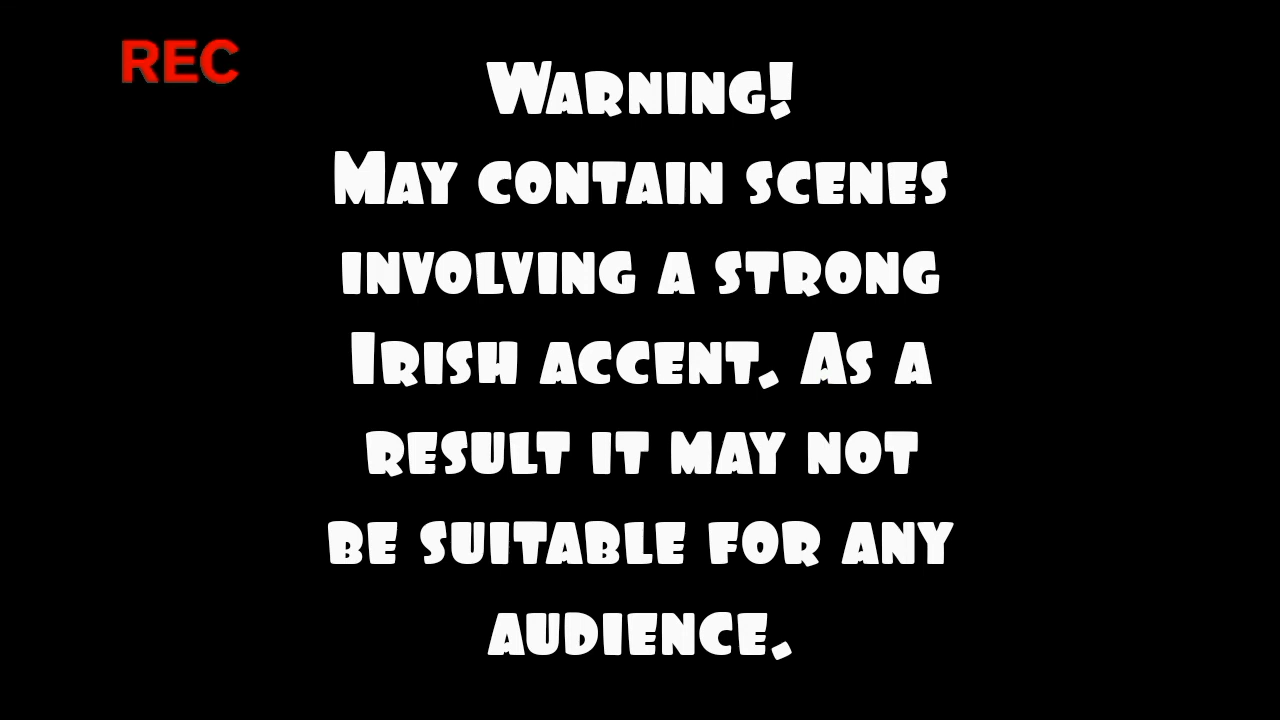 REC
Warning!
May contain scenes
involving a strong
Irish accent. As a
result it may not
be suitable for any
audience.